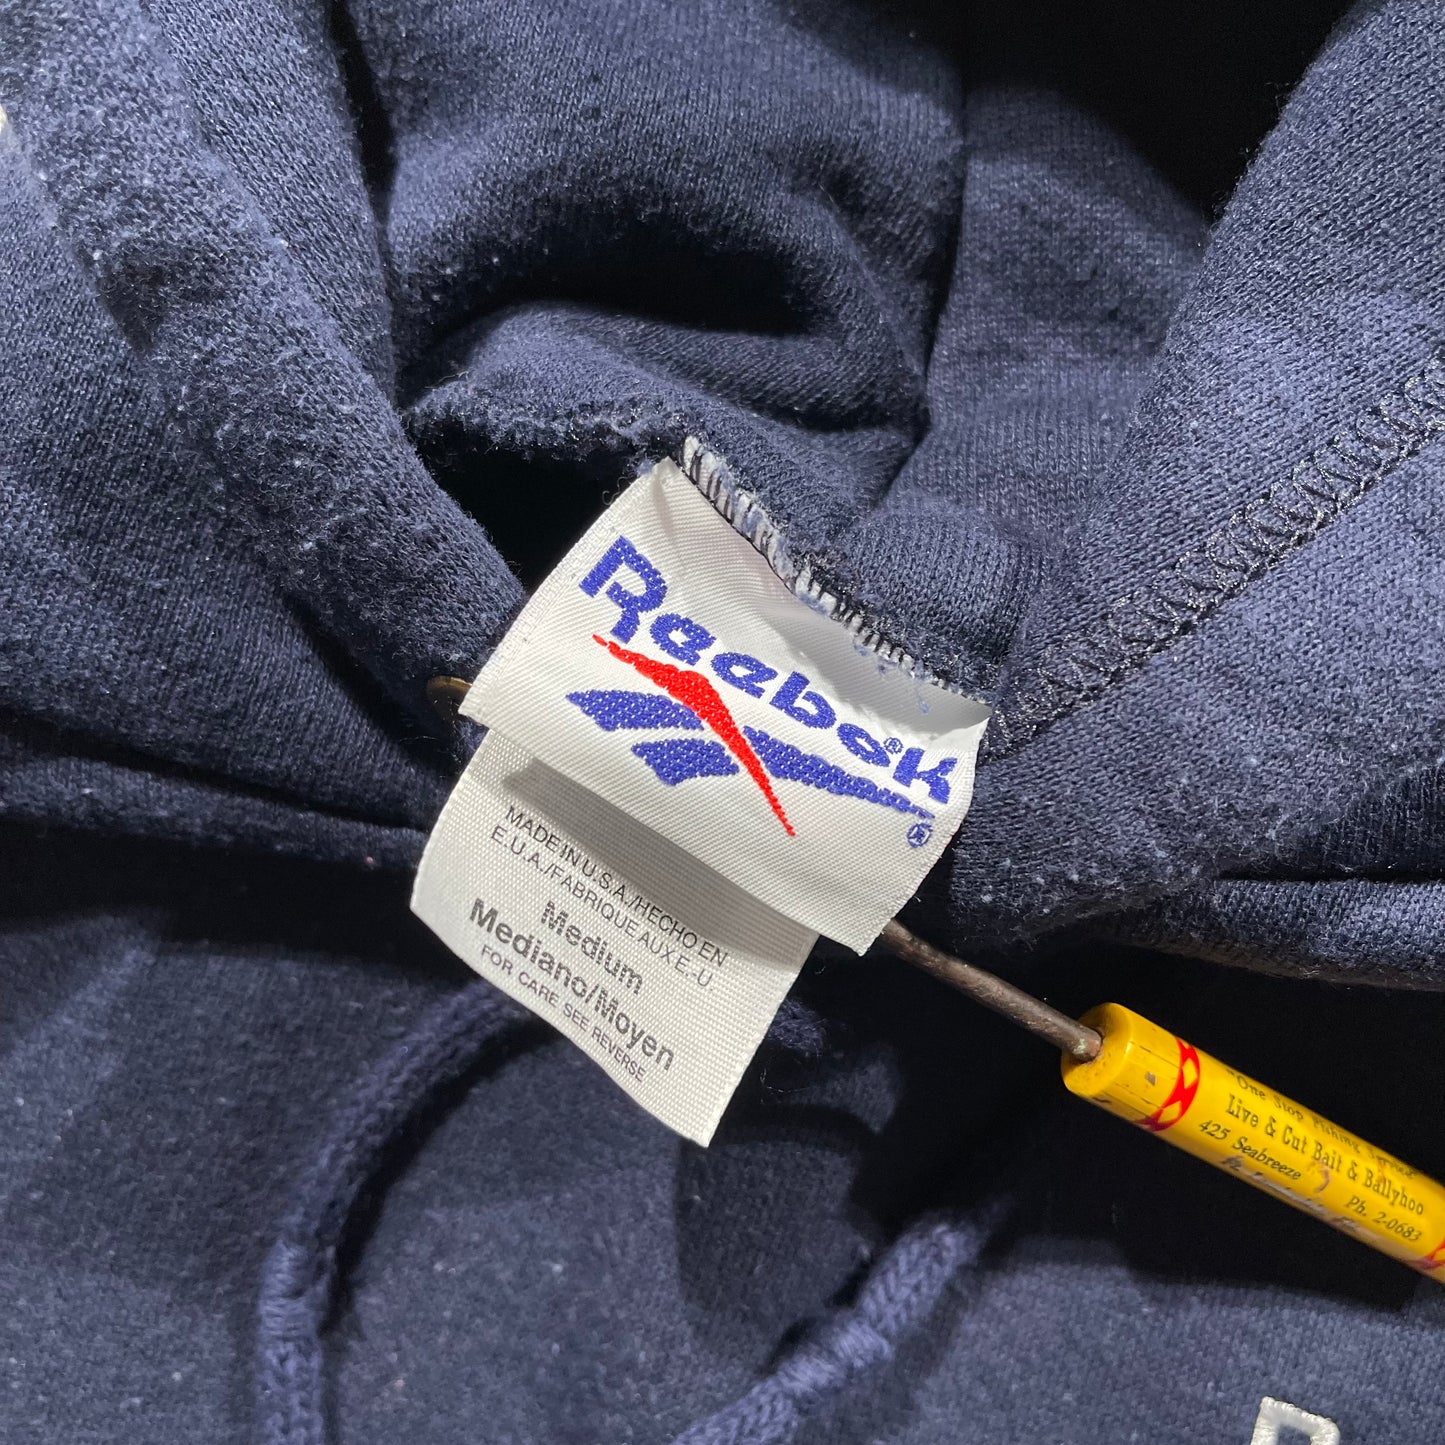 Reebok®
®
MADE IN U.S.A./HECHO EN
E.U.A./FABRIQUE AUX E.-U
Medium
Mediano/Moyen
FOR CARE SEE REVERSE
"One Stop Fishing Service"
Live & Cut Bait & Ballyhoo
425 Seabreeze
Ph. 2-0683